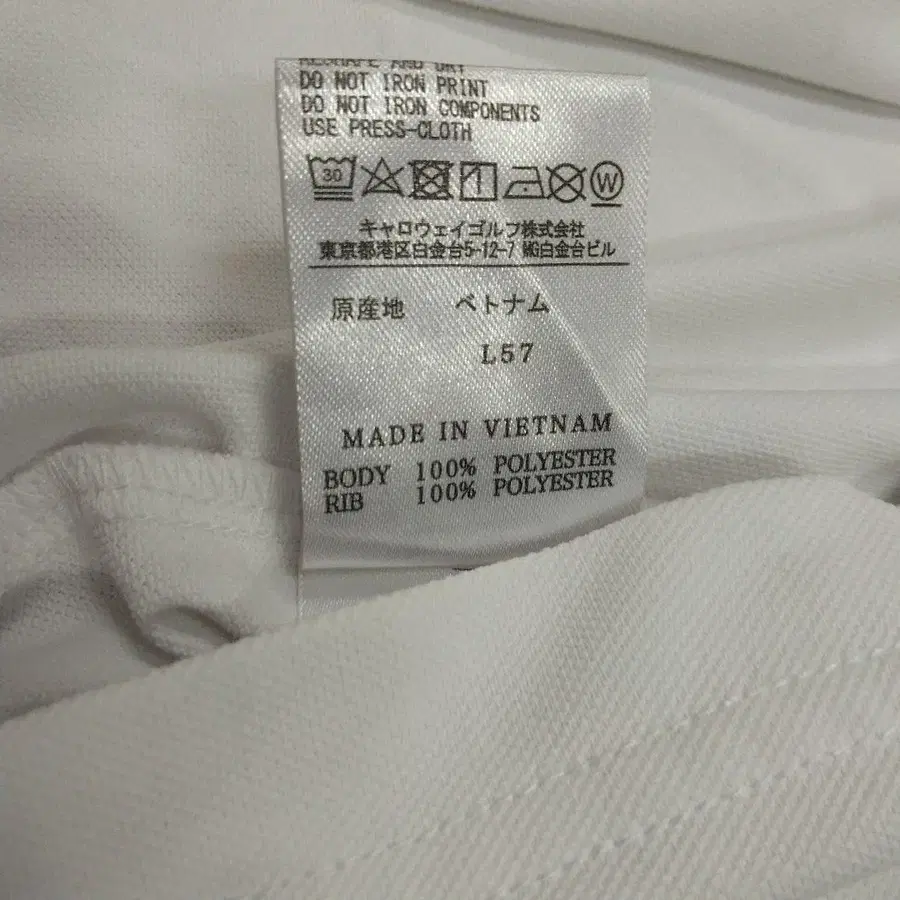 RESHAPE AND DRY
DO NOT IRON PRINT
DO NOT IRON COMPONENTS
USE PRESS-CLOTH
30
W
キャロウェイゴルフ株式会社
東京都港区白金台5-12-7 MG白金台ビル
原産地 ベトナム
L57
MADE IN VIETNAM
BODY 100% POLYESTER
RIB 100% POLYESTER